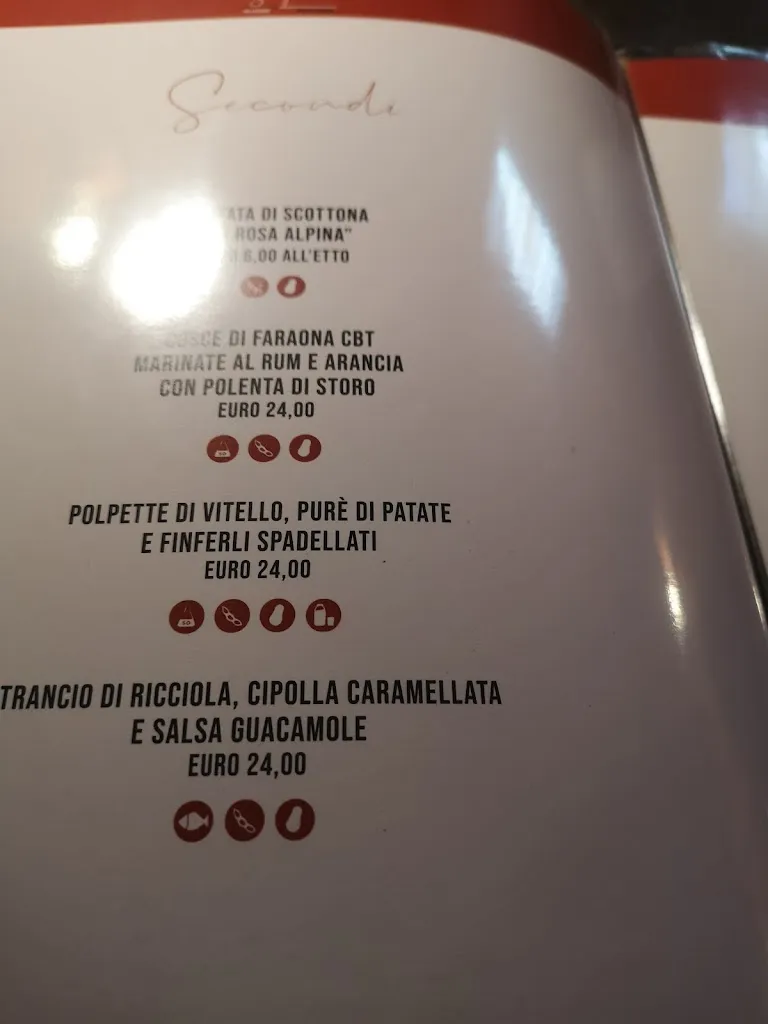 Secondi
DI SCOTTONA
ROSA ALPINA"
ALL'ETTO
DI FARAONA CBT
MARINATE AL RUM E ARANCIA
CON POLENTA DI STORO
EURO 24,00
POLPETTE DI VITELLO, PURÈ DI PATATE
E FINFERLI SPADELLATI
EURO 24,00
TRANCIO DI RICCIOLA, CIPOLLA CARAMELLATA
E SALSA GUACAMOLE
EURO 24,00